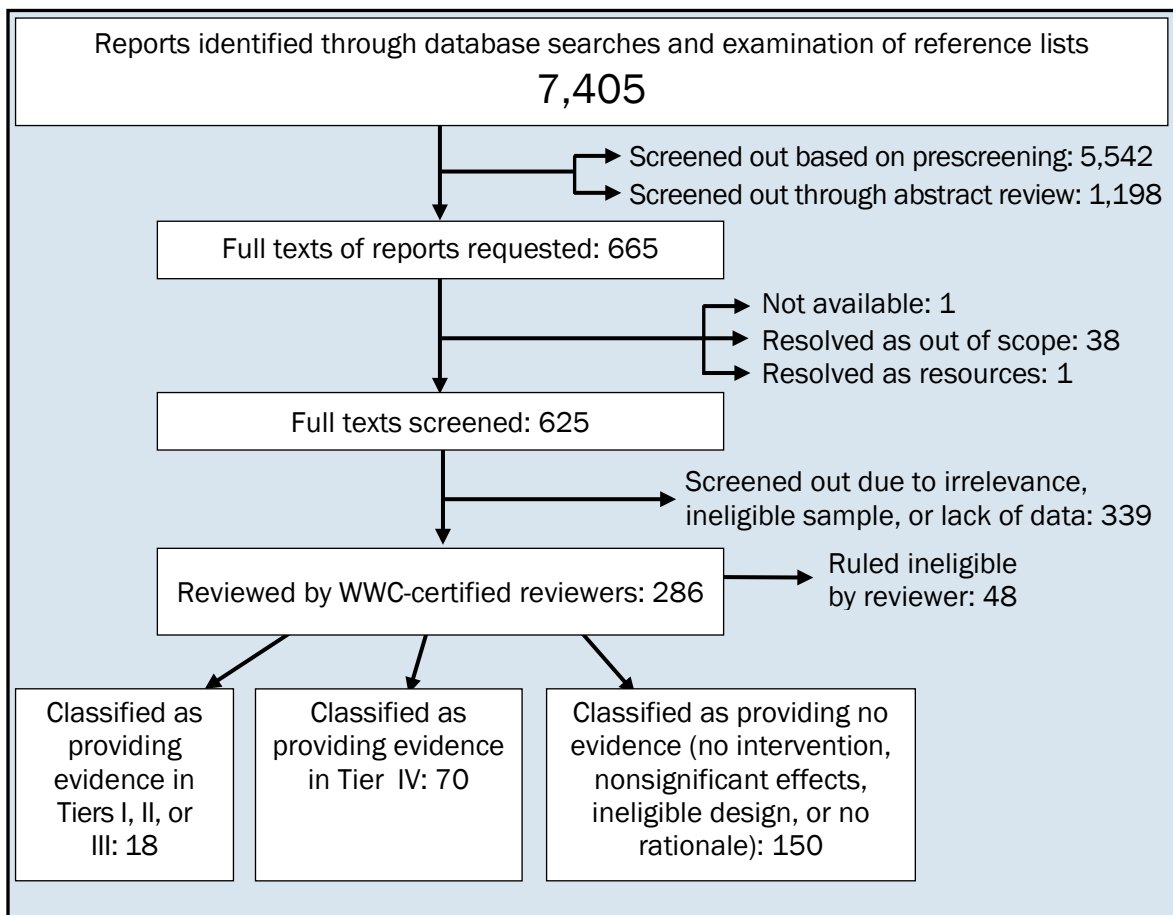 Reports identified through database searches and examination of reference lists
7,405
Screened out based on prescreening: 5,542
Screened out through abstract review: 1,198
Full texts of reports requested: 665
Not available: 1
Resolved as out of scope: 38
Resolved as resources: 1
Full texts screened: 625
Screened out due to irrelevance,
ineligible sample, or lack of data: 339
Reviewed by WWC-certified reviewers: 286
Ruled ineligible
by reviewer: 48
Classified as
providing
evidence in
Tiers I, II, or
III: 18
Classified as
providing evidence
in Tier IV: 70
Classified as providing no
evidence (no intervention,
nonsignificant effects,
ineligible design, or no
rationale): 150